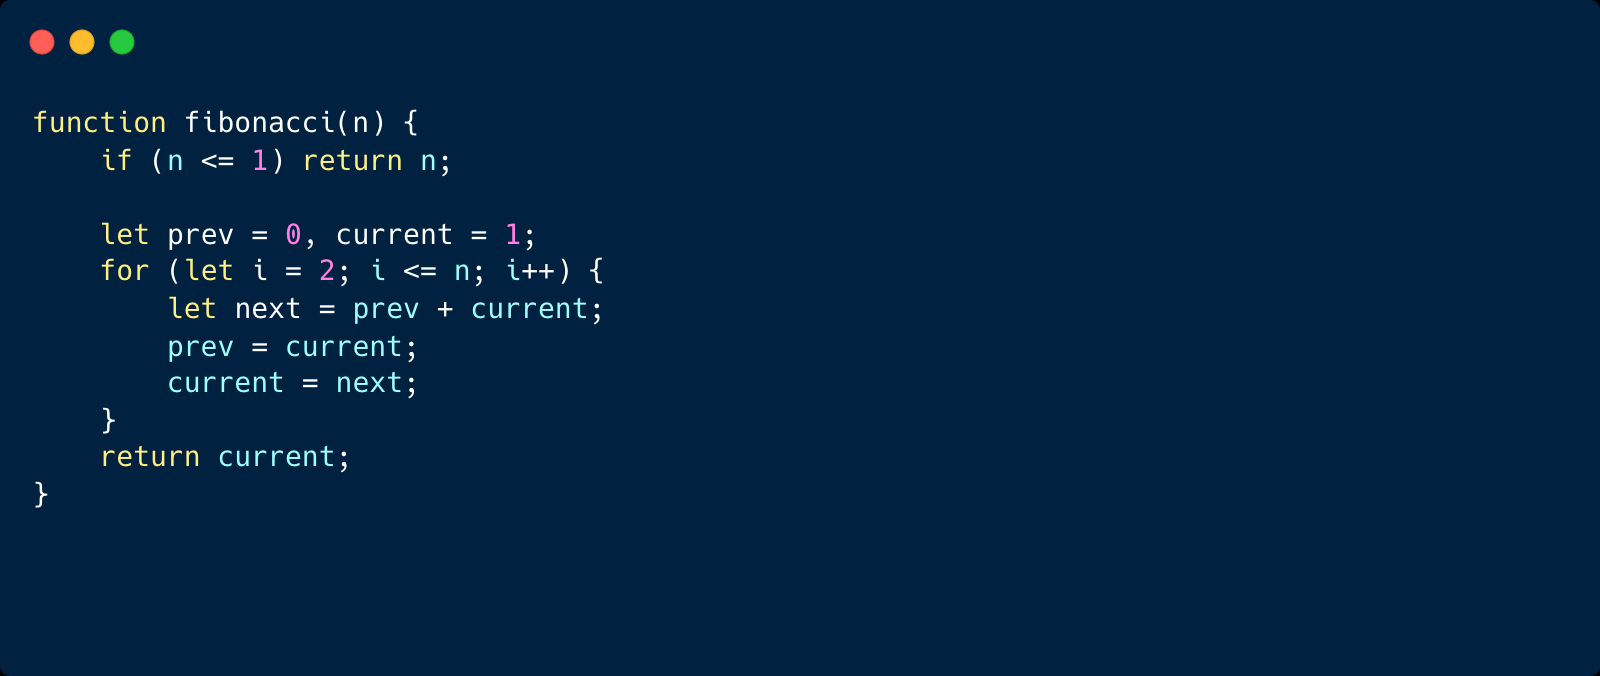 function fibonacci(n) {
    if (n <= 1) return n;

    let prev = 0, current = 1;
    for (let i = 2; i <= n; i++) {
        let next = prev + current;
        prev = current;
        current = next;
    }
    return current;
}